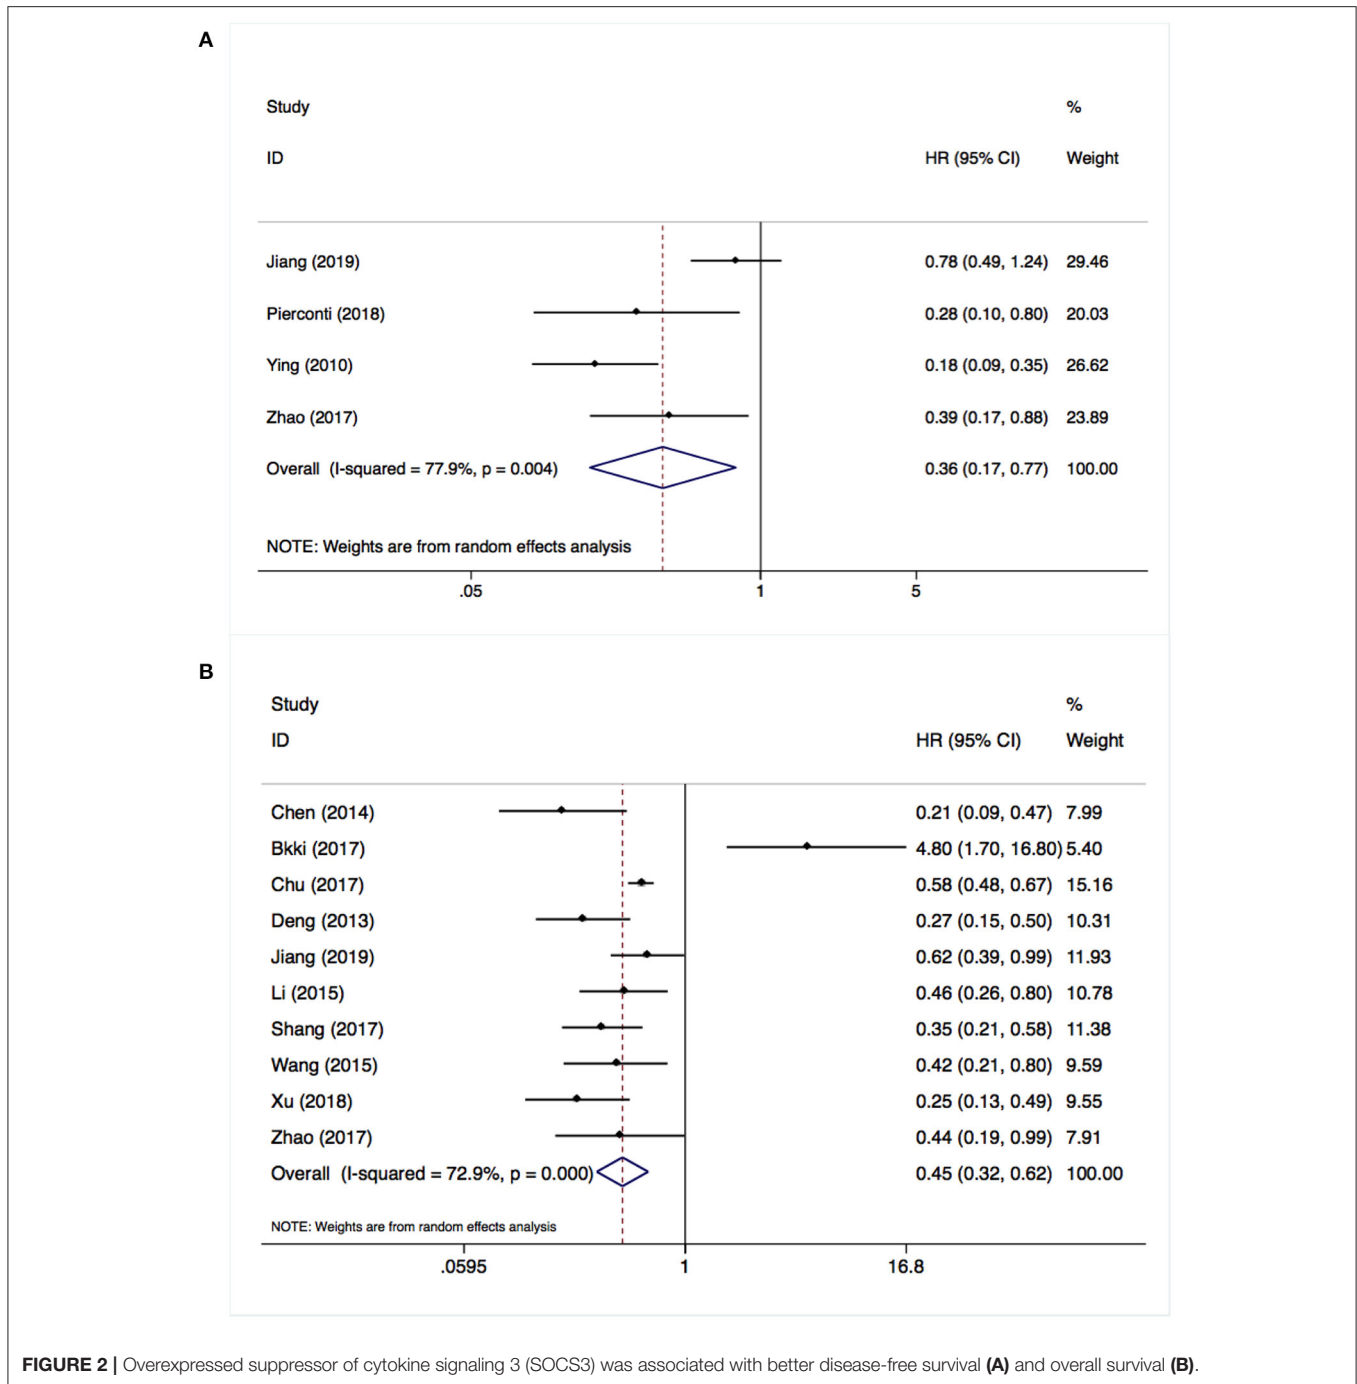 A
Study %
ID HR (95% CI) Weight
Jiang (2019) 0.78 (0.49, 1.24) 29.46
Pierconti (2018) 0.28 (0.10, 0.80) 20.03
Ying (2010) 0.18 (0.09, 0.35) 26.62
Zhao (2017) 0.39 (0.17, 0.88) 23.89
Overall (I-squared = 77.9%, p = 0.004) 0.36 (0.17, 0.77) 100.00
NOTE: Weights are from random effects analysis
.05 1 5
B
Study %
ID HR (95% CI) Weight
Chen (2014) 0.21 (0.09, 0.47) 7.99
Bkki (2017) 4.80 (1.70, 16.80) 5.40
Chu (2017) 0.58 (0.48, 0.67) 15.16
Deng (2013) 0.27 (0.15, 0.50) 10.31
Jiang (2019) 0.62 (0.39, 0.99) 11.93
Li (2015) 0.46 (0.26, 0.80) 10.78
Shang (2017) 0.35 (0.21, 0.58) 11.38
Wang (2015) 0.42 (0.21, 0.80) 9.59
Xu (2018) 0.25 (0.13, 0.49) 9.55
Zhao (2017) 0.44 (0.19, 0.99) 7.91
Overall (I-squared = 72.9%, p = 0.000) 0.45 (0.32, 0.62) 100.00
NOTE: Weights are from random effects analysis
.0595 1 16.8
FIGURE 2 | Overexpressed suppressor of cytokine signaling 3 (SOCS3) was associated with better disease-free survival (A) and overall survival (B).